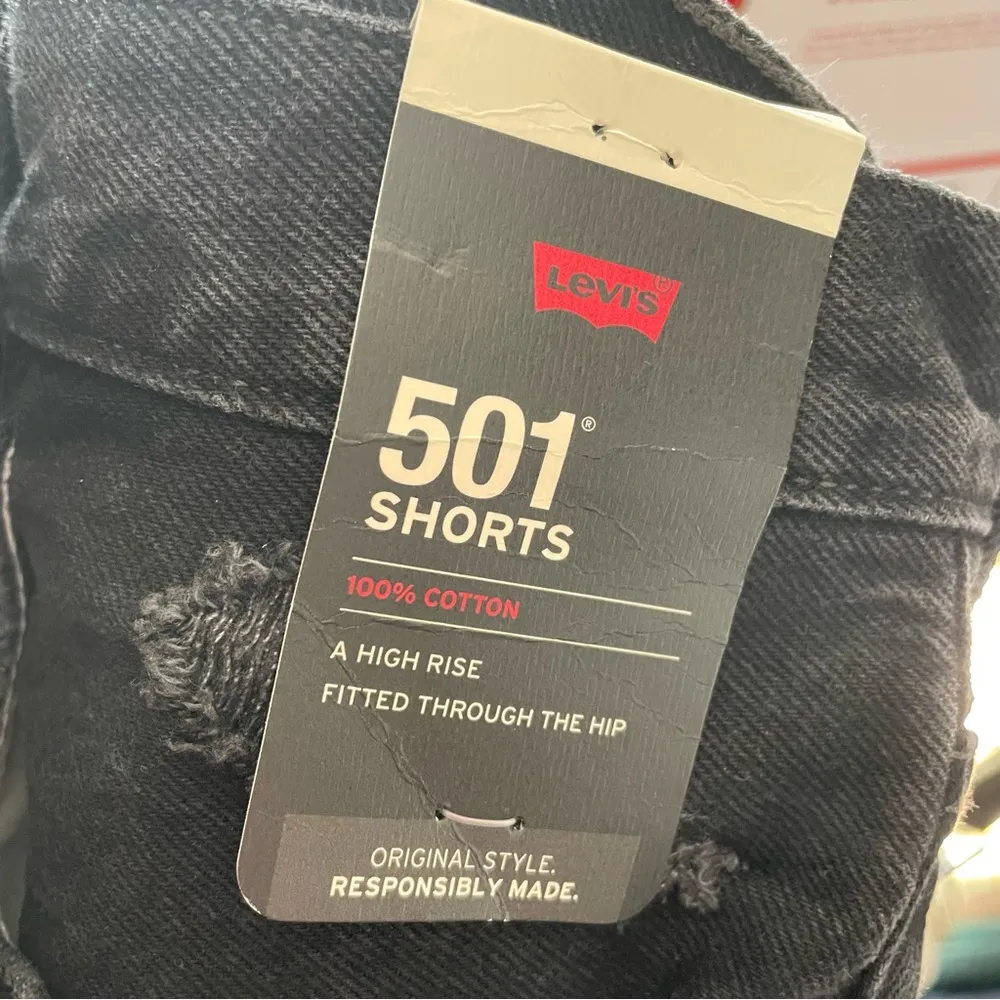 LEVI'S®
501®
SHORTS
100% COTTON
A HIGH RISE
FITTED THROUGH THE HIP
ORIGINAL STYLE.
RESPONSIBLY MADE.